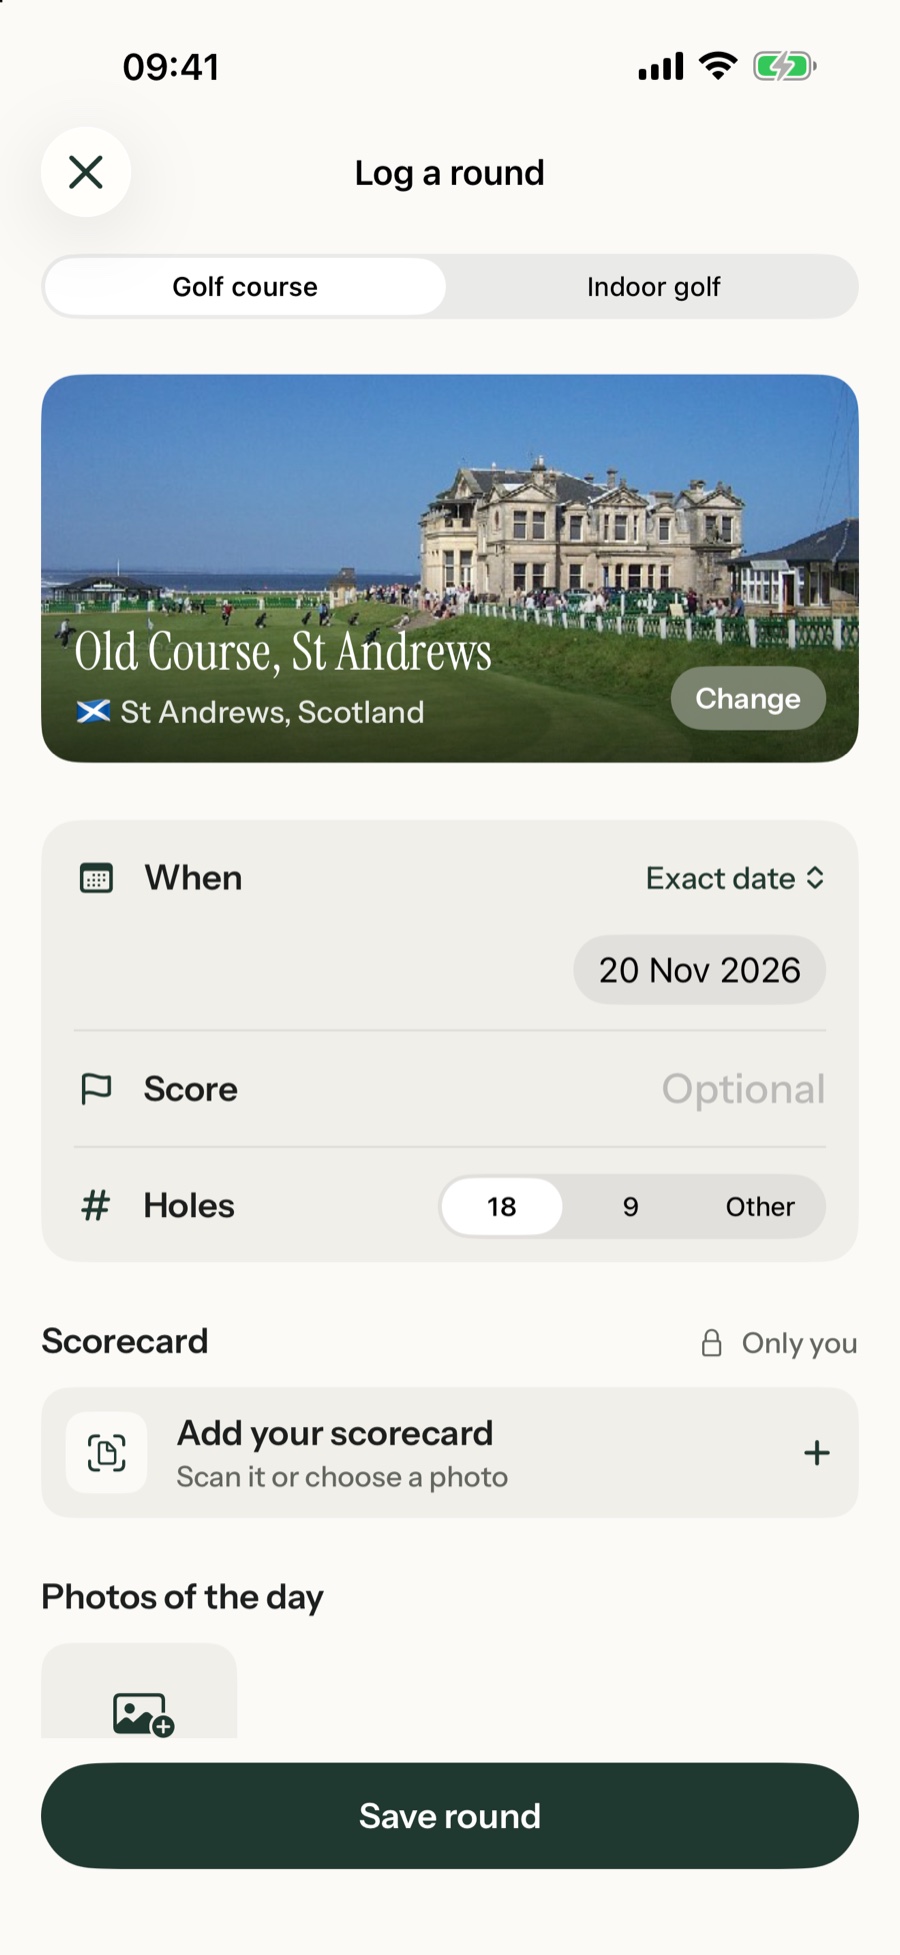 09:41
Log a round
Golf course
Indoor golf
Old Course, St Andrews
St Andrews, Scotland
Change
When
Exact date
20 Nov 2026
Score
Optional
# Holes
18
9
Other
Scorecard
Only you
Add your scorecard
Scan it or choose a photo
Photos of the day
Save round